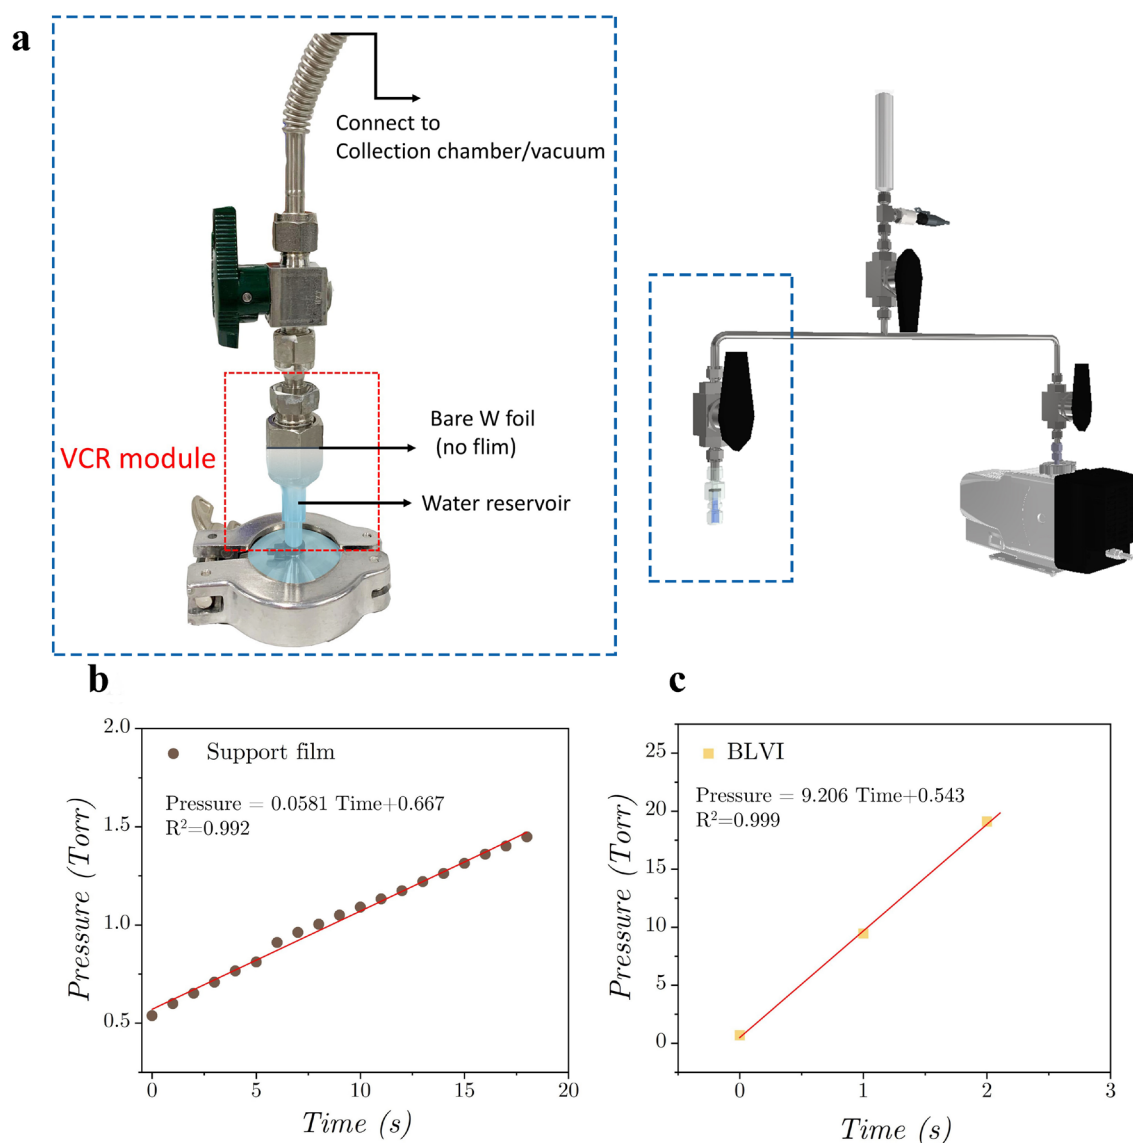 a
Connect to
Collection chamber/vacuum
Bare W foil
(no flim)
VCR module
Water reservoir
b
2.0
1.5
1.0
0.5
0
5
10
15
20
Pressure (Torr)
Time (s)
Support film
Pressure = 0.0581 Time+0.667
R²=0.992
c
25
20
15
10
5
0
0
1
2
3
Pressure (Torr)
Time (s)
BLVI
Pressure = 9.206 Time+0.543
R²=0.999